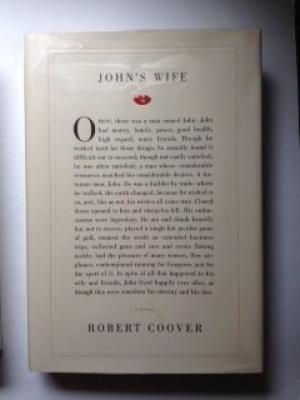 JOHN'S WIFE
ONCE, there was a man named John. John
had money, family, power, good health,
high regard, many friends. Though he
worked hard for these things, he actually found it
difficult not to succeed; though not easily satisfied,
he was often satisfied, a man whose considerable
resources matched his considerable desires. A for-
tunate man, John. He was a builder by trade: where
he walked, the earth changed, because he wished it
so, and, like as not, his wishes all came true. Closed
doors opened to him and obstacles fell. His enthu-
siasms were legendary. He ate and drank heartily
but not to excess, played a tough but jocular game
of golf, roamed the world on extended business
trips, collected guns and cars and exotic fishing
tackle, had the pleasure of many women, flew air-
planes, contemplated running for Congress just for
the sport of it. In spite of all that happened to his
wife and friends, John lived happily ever after, as
though this were somehow his destiny and his due.
a novel
ROBERT COOVER